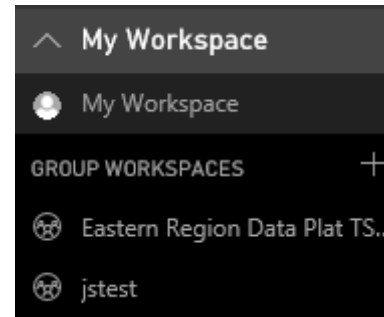 My Workspace
My Workspace
GROUP WORKSPACES +
Eastern Region Data Plat TS..
jstest